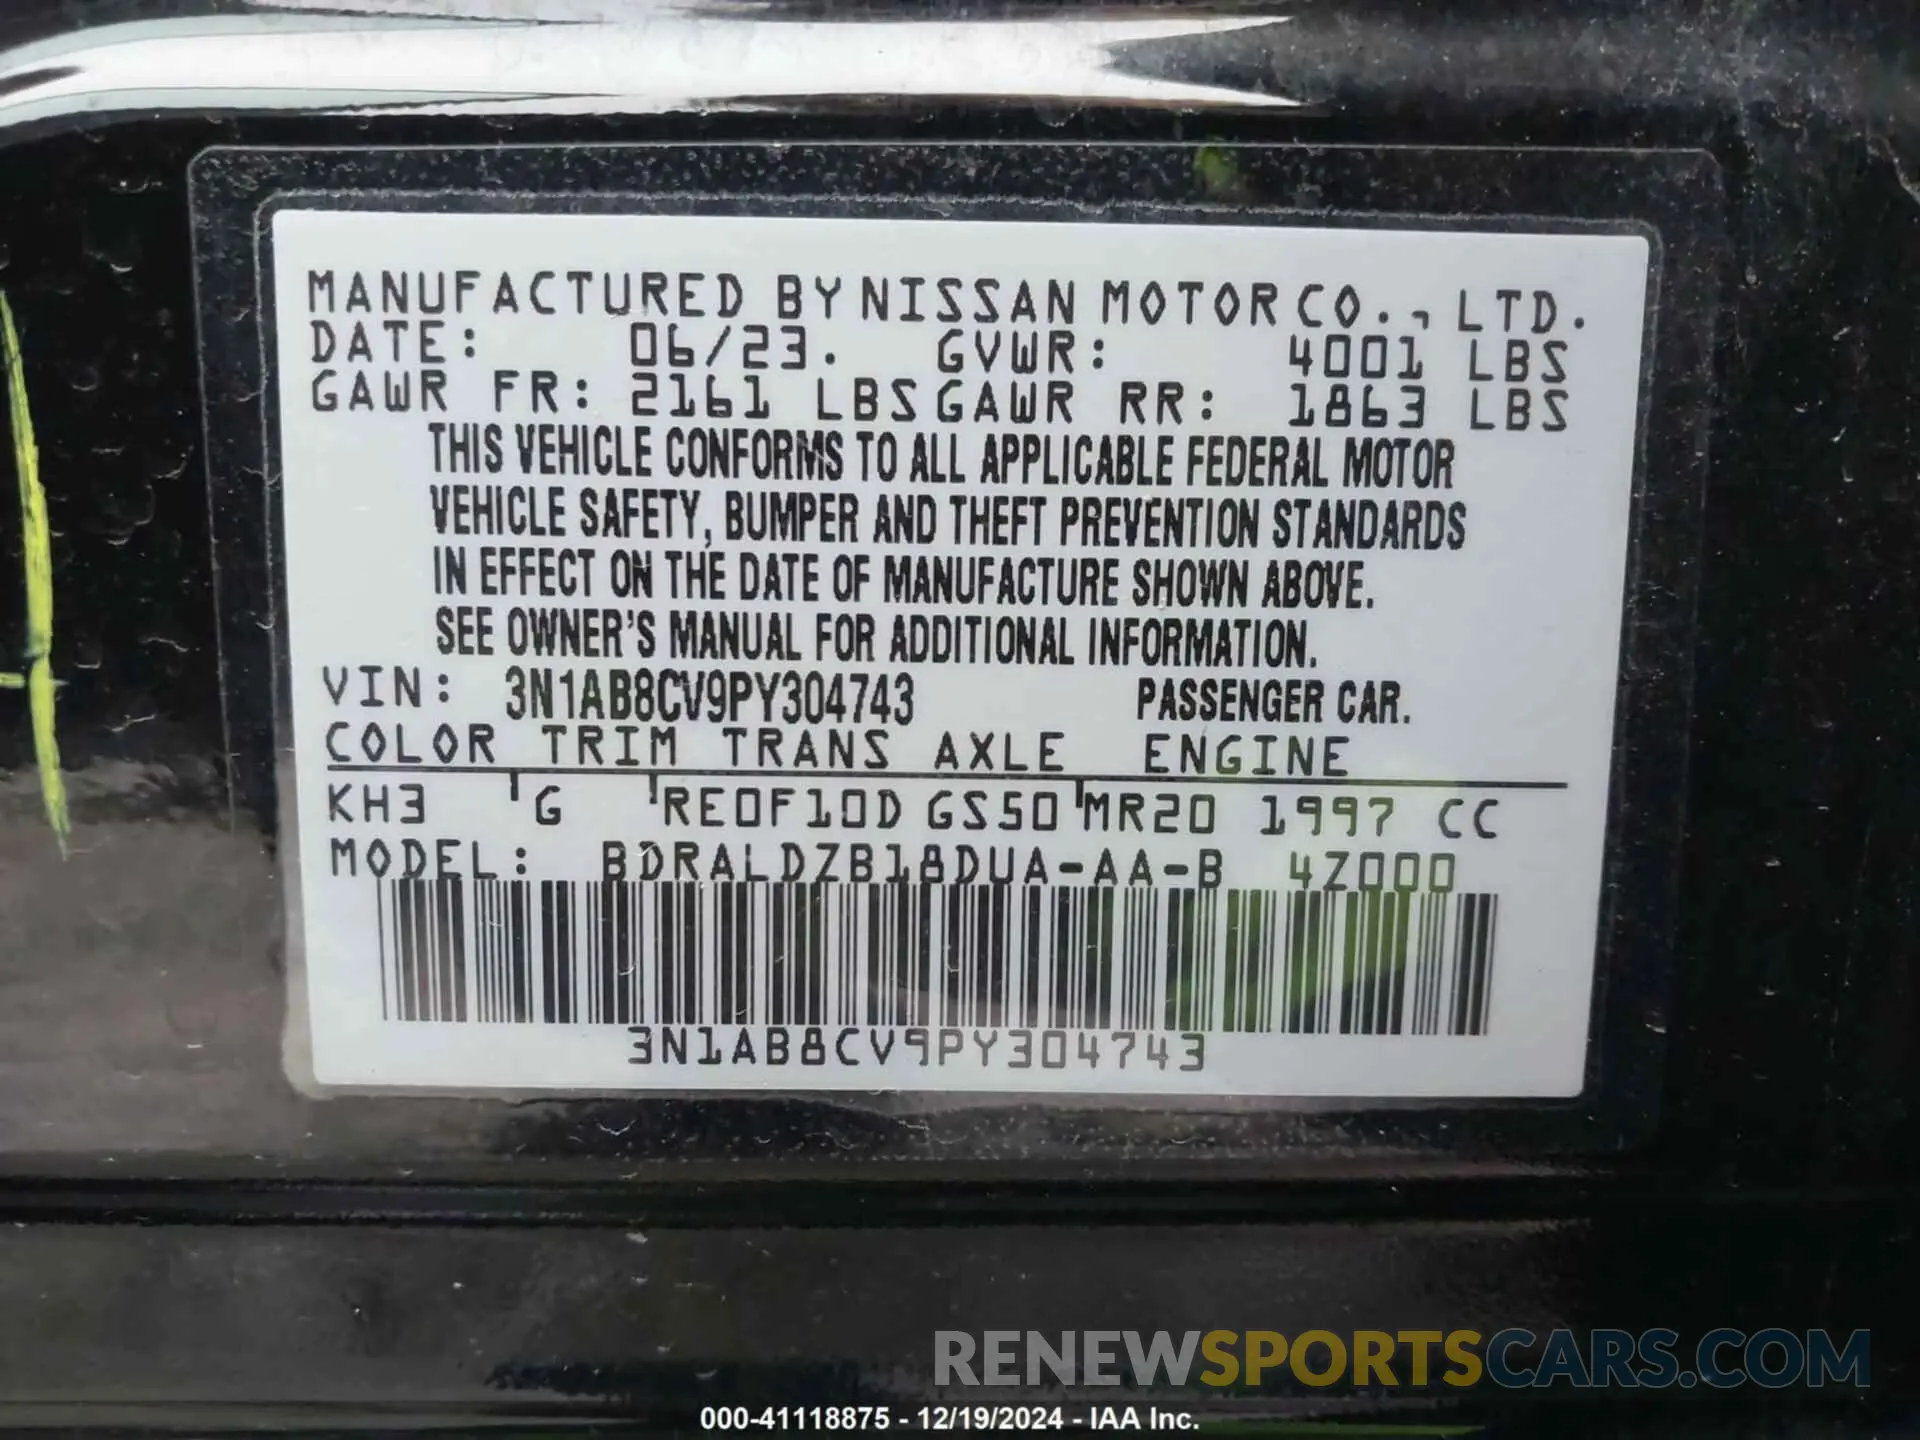 MANUFACTURED BY NISSAN MOTOR CO., LTD.
DATE: 06/23. GVWR: 4001 LBS
GAWR FR: 2161 LBS GAWR RR: 1863 LBS
THIS VEHICLE CONFORMS TO ALL APPLICABLE FEDERAL MOTOR
VEHICLE SAFETY, BUMPER AND THEFT PREVENTION STANDARDS
IN EFFECT ON THE DATE OF MANUFACTURE SHOWN ABOVE.
SEE OWNER'S MANUAL FOR ADDITIONAL INFORMATION.
VIN: 3N1AB8CV9PY304743 PASSENGER CAR.
COLOR TRIM TRANS AXLE ENGINE
KH3 G RE0F10D GS50 MR20 1997 CC
MODEL: BDRALDZB18DUA-AA-B 4Z000
3N1AB8CV9PY304743
RENEWSPORTSCARS.COM
000-41118875 - 12/19/2024 - IAA Inc.